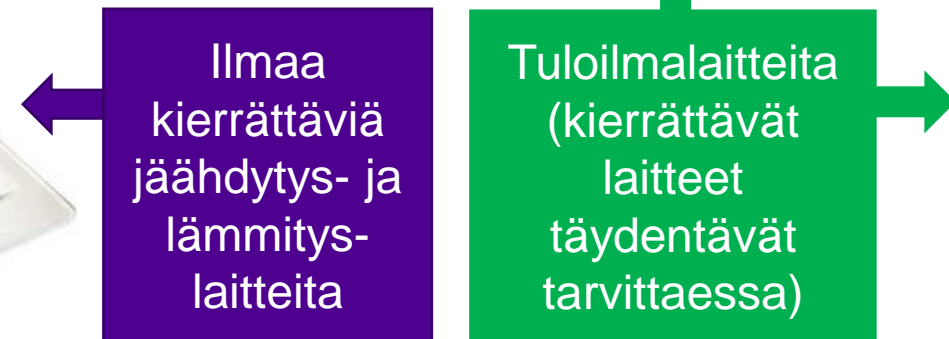 Ilmaa
kierrättäviä
jäähdytys- ja
lämmitys-
laitteita
Tuloilmalaitteita
(kierrättävät
laitteet
täydentävät
tarvittaessa)